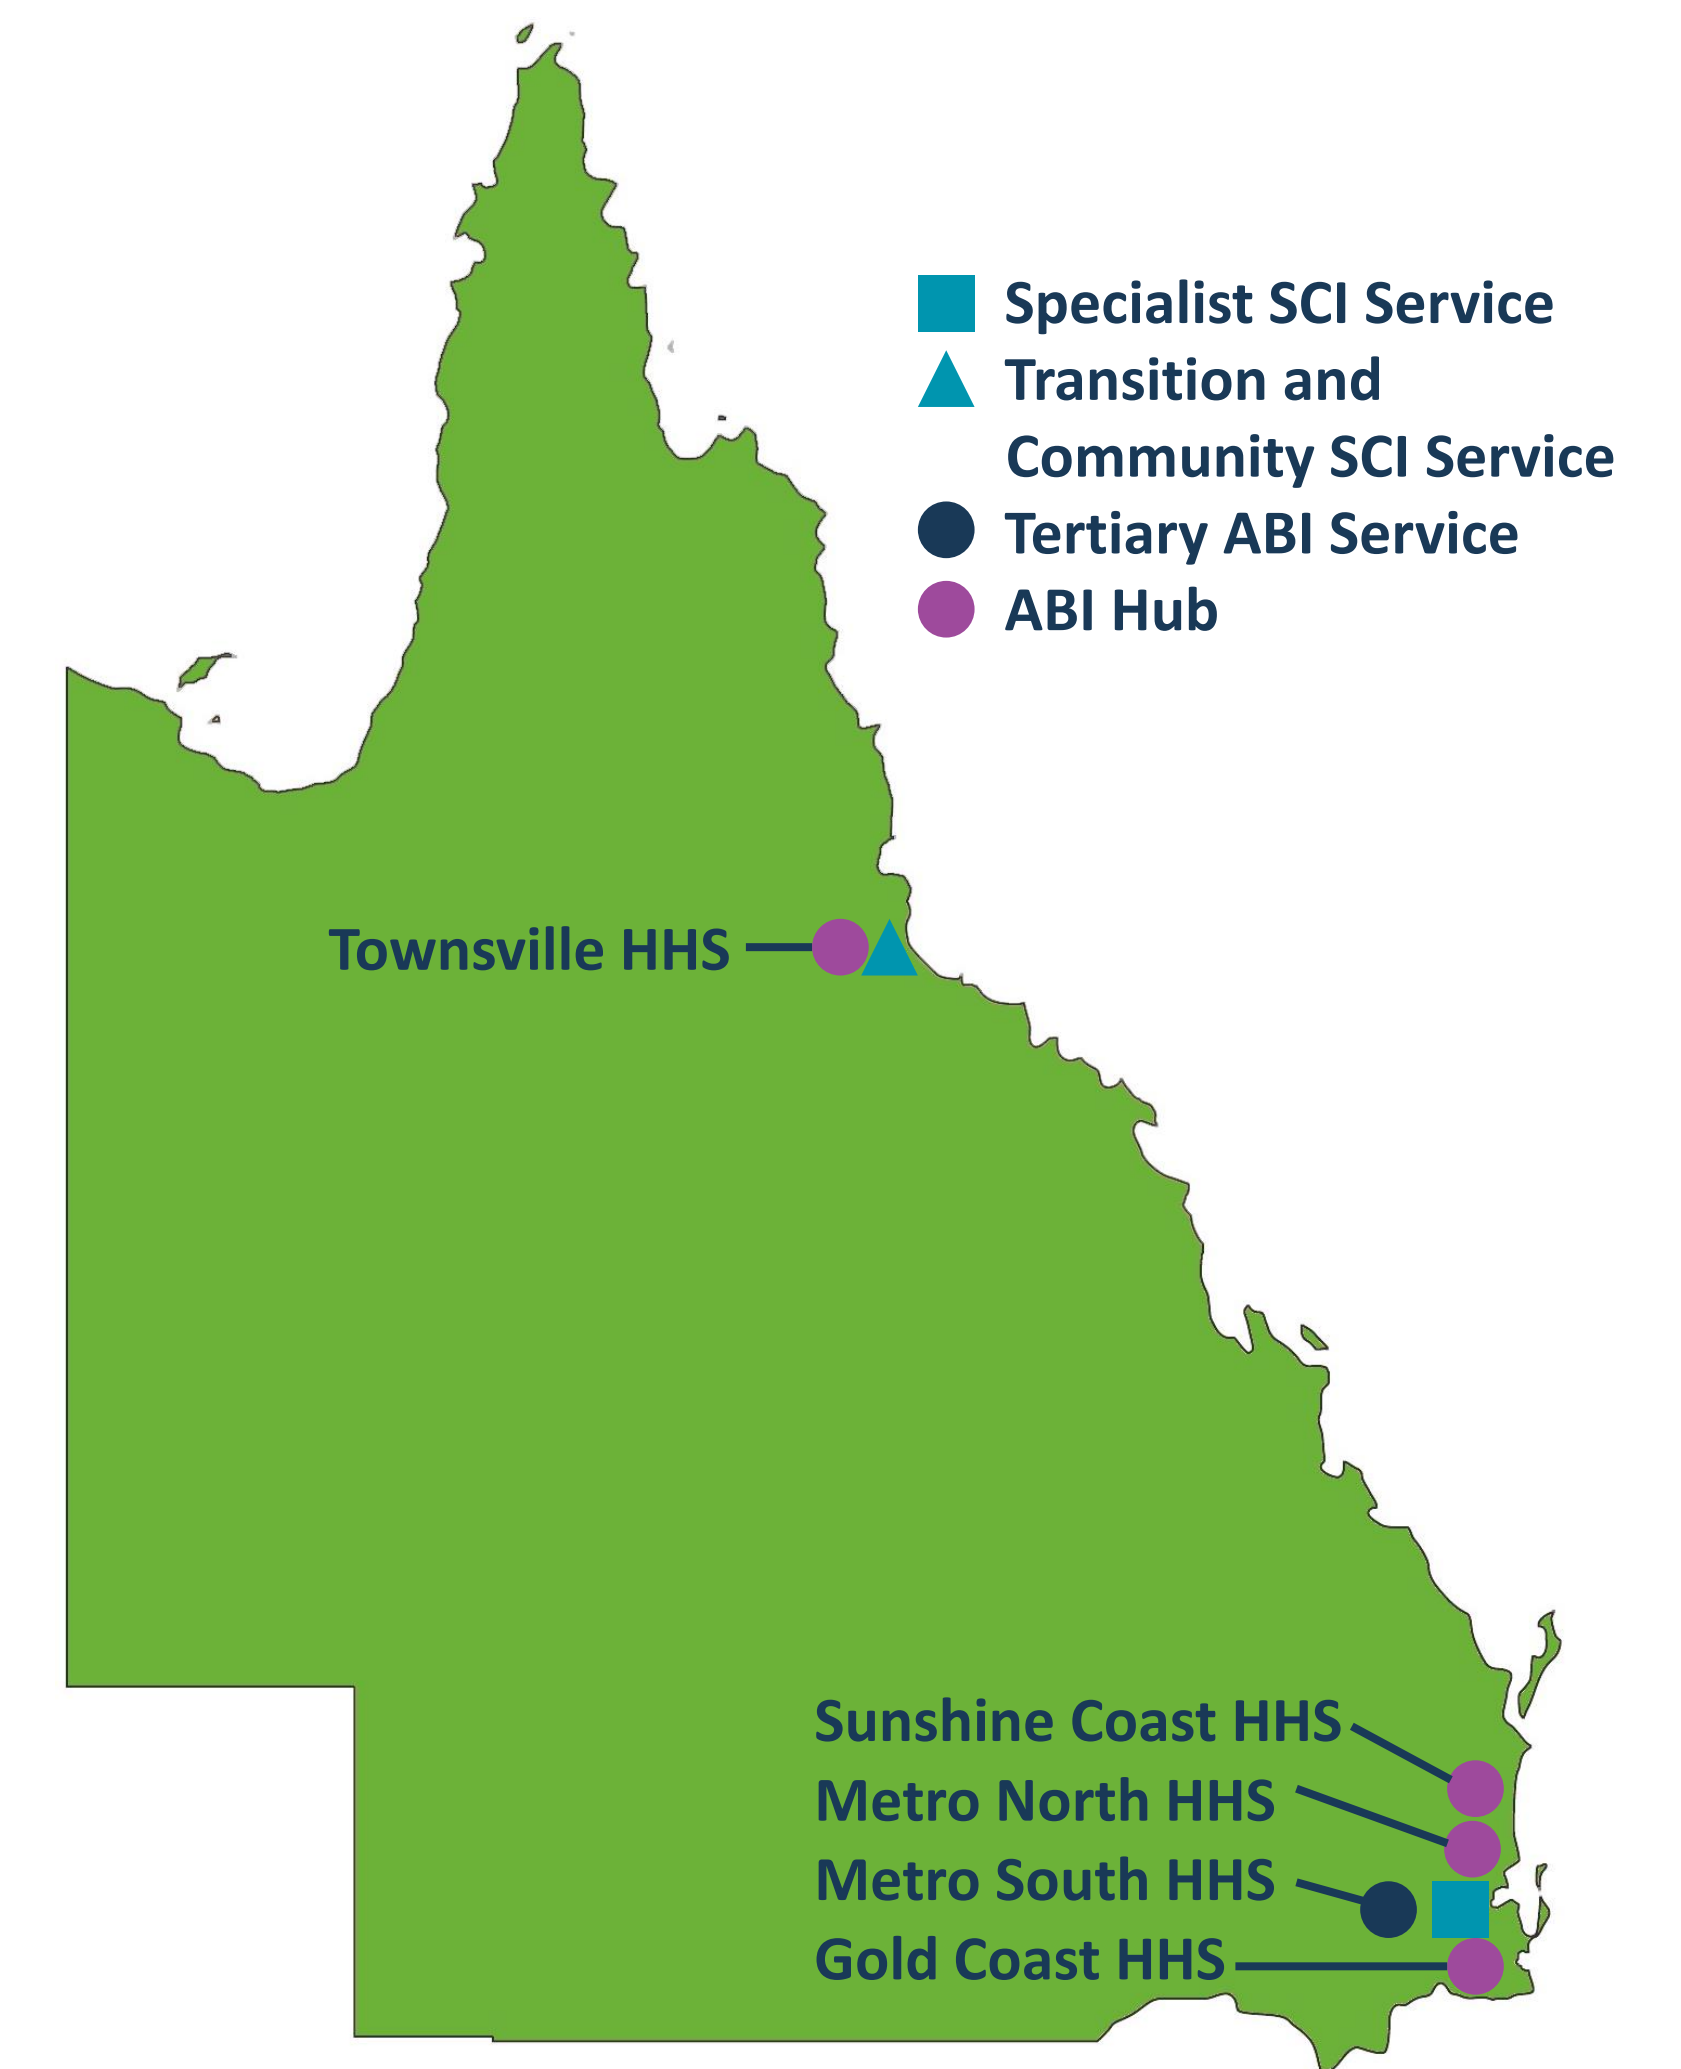 Specialist SCI Service
Transition and
Community SCI Service
Tertiary ABI Service
ABI Hub
Townsville HHS
Sunshine Coast HHS
Metro North HHS
Metro South HHS
Gold Coast HHS